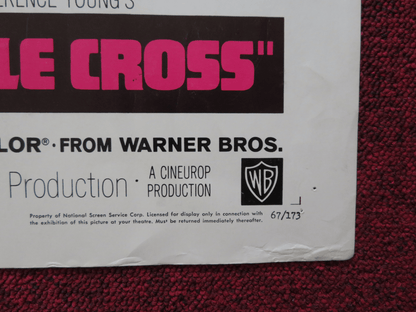 ERENCE YOUNG'S
LE CROSS"
LOR® · FROM WARNER BROS.
Production · A CINEUROP
PRODUCTION
WB
Property of National Screen Service Corp. Licensed for display only in connection with
the exhibition of this picture at your theatre. Must be returned immediately thereafter.
67/173